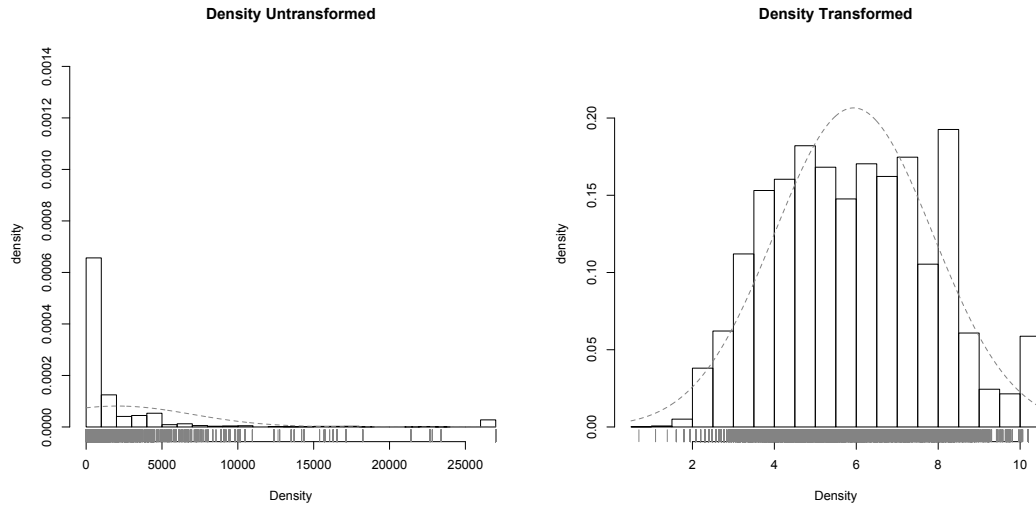 Density Untransformed
density
0.0000 0.0002 0.0004 0.0006 0.0008 0.0010 0.0012 0.0014
0 5000 10000 15000 20000 25000
Density
Density Transformed
density
0.00 0.05 0.10 0.15 0.20
2 4 6 8 10
Density